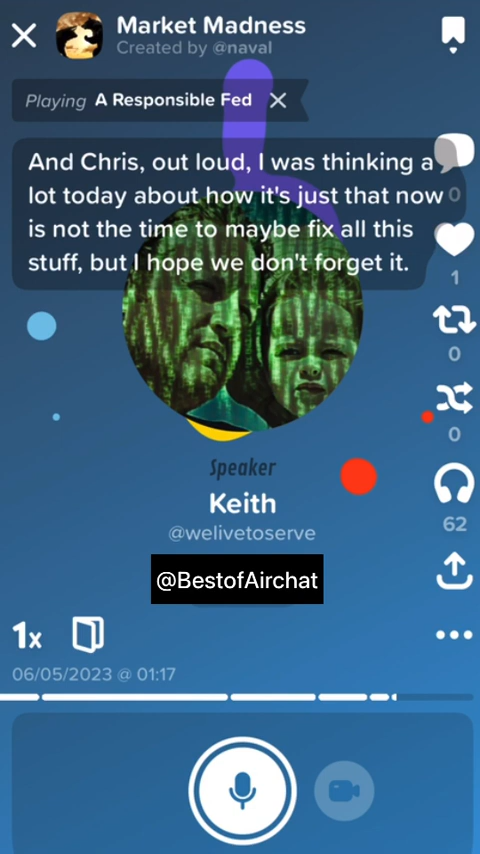 Market Madness
Created by @naval
Playing A Responsible Fed
And Chris, out loud, I was thinking a
lot today about how it's just that now
is not the time to maybe fix all this
stuff, but I hope we don't forget it.
0
1
0
0
62
Speaker
Keith
@welivetoserve
@BestofAirchat
1x
06/05/2023 @ 01:17